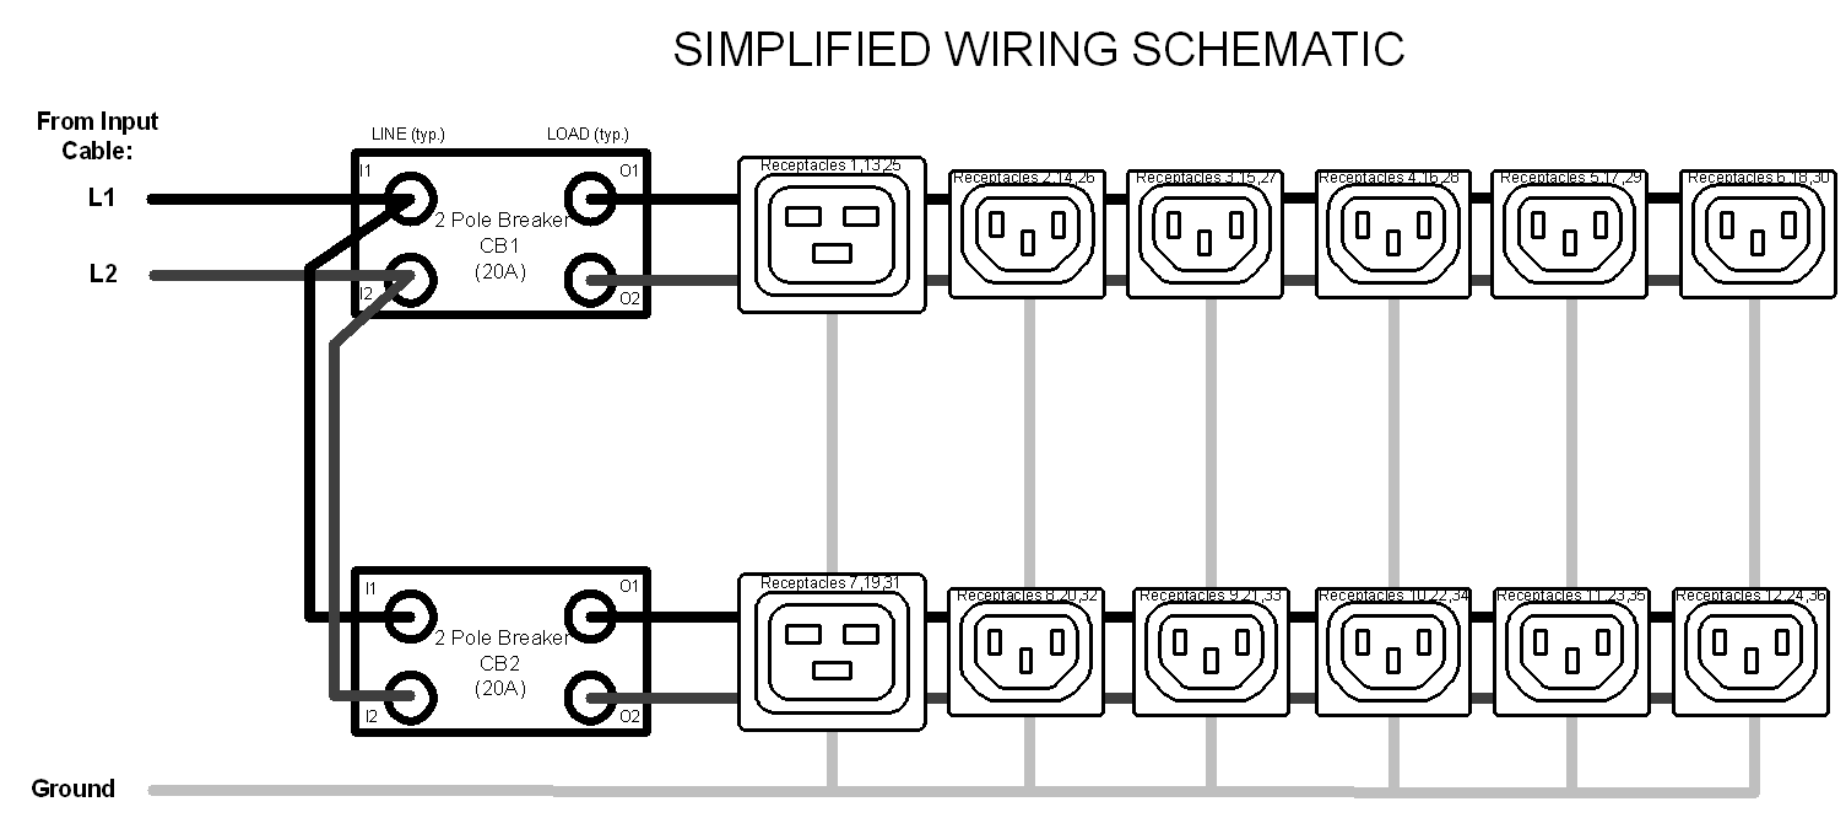 SIMPLIFIED WIRING SCHEMATIC
From Input
Cable:
LINE (typ.)
LOAD (typ.)
L1
L2
I1
O1
2 Pole Breaker
CB1
(20A)
I2
O2
Receptacles 1,13,25
Receptacles 2,14,26
Receptacles 3,15,27
Receptacles 4,16,28
Receptacles 5,17,29
Receptacles 6,18,30
I1
O1
2 Pole Breaker
CB2
(20A)
I2
O2
Receptacles 7,19,31
Receptacles 8,20,32
Receptacles 9,21,33
Receptacles 10,22,34
Receptacles 11,23,35
Receptacles 12,24,36
Ground